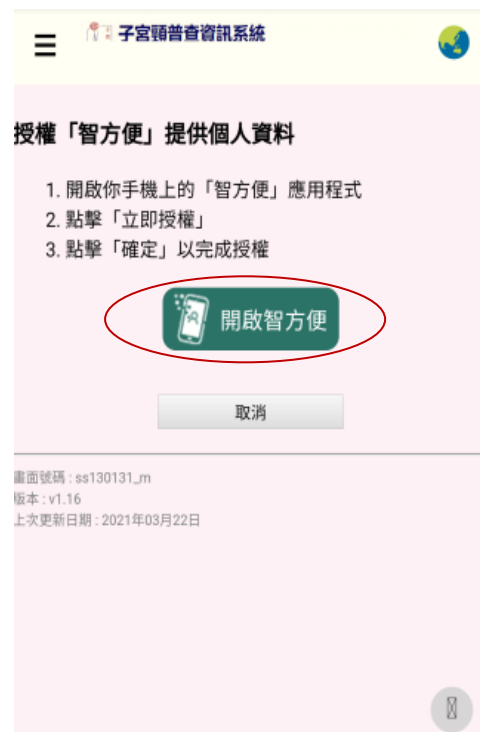 子宮頸普查資訊系統
授權「智方便」提供個人資料
1. 開啟你手機上的「智方便」應用程式
2. 點擊「立即授權」
3. 點擊「確定」以完成授權
開啟智方便
取消
畫面號碼 : ss130131_m
版本 : v1.16
上次更新日期 : 2021年03月22日